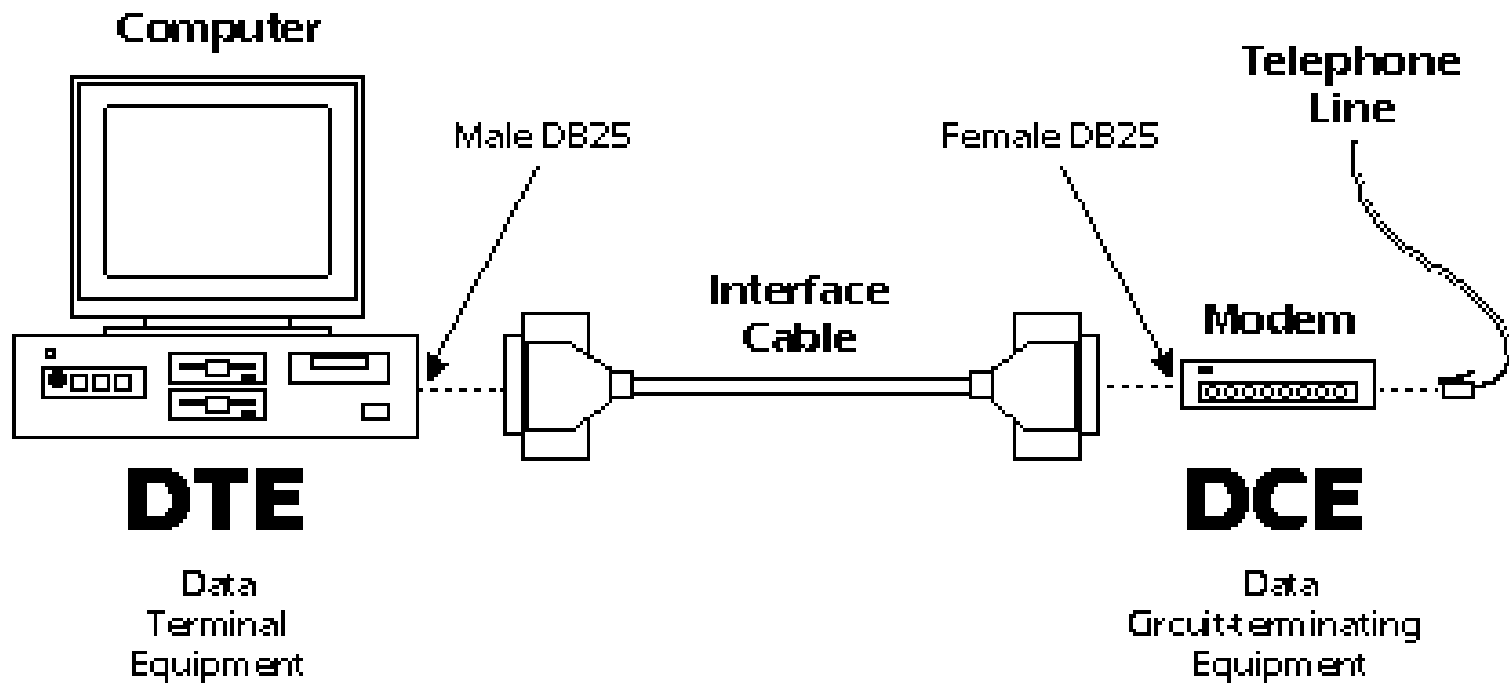 Computer
Telephone
Line
Male DB25
Female DB25
Interface
Cable
Modem
DTE
Data
Terminal
Equipment
DCE
Data
Circuit-terminating
Equipment